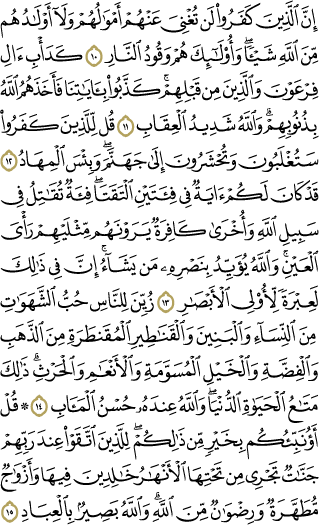 إِنَّ ٱلَّذِينَ كَفَرُوا۟ لَن تُغْنِىَ عَنْهُمْ أَمْوَٰلُهُمْ وَلَآ أَوْلَـٰدُهُم
مِّنَ ٱللَّهِ شَيْـًٔا ۖ وَأُو۟لَـٰٓئِكَ هُمْ وَقُودُ ٱلنَّارِ ١٠ كَدَأْبِ ءَالِ
فِرْعَوْنَ وَٱلَّذِينَ مِن قَبْلِهِمْ ۚ كَذَّبُوا۟ بِـَٔايَـٰتِنَا فَأَخَذَهُمُ ٱللَّهُ
بِذُنُوبِهِمْ ۗ وَٱللَّهُ شَدِيدُ ٱلْعِقَابِ ١١ قُل لِّلَّذِينَ كَفَرُوا۟
سَتُغْلَبُونَ وَتُحْشَرُونَ إِلَىٰ جَهَنَّمَ ۚ وَبِئْسَ ٱلْمِهَادُ ١٢
قَدْ كَانَ لَكُمْ ءَايَةٌ فِى فِئَتَيْنِ ٱلْتَقَتَا ۖ فِئَةٌ تُقَـٰتِلُ فِى
سَبِيلِ ٱللَّهِ وَأُخْرَىٰ كَافِرَةٌ يَرَوْنَهُم مِّثْلَيْهِمْ رَأْىَ
ٱلْعَيْنِ ۚ وَٱللَّهُ يُؤَيِّدُ بِنَصْرِهِۦ مَن يَشَآءُ ۗ إِنَّ فِى ذَٰلِكَ
لَعِبْرَةً لِّأُو۟لِى ٱلْأَبْصَـٰرِ ١٣ زُيِّنَ لِلنَّاسِ حُبُّ ٱلشَّهَوَٰتِ
مِنَ ٱلنِّسَآءِ وَٱلْبَنِينَ وَٱلْقَنَـٰطِيرِ ٱلْمُقَنطَرَةِ مِنَ ٱلذَّهَبِ
وَٱلْفِضَّةِ وَٱلْخَيْلِ ٱلْمُسَوَّمَةِ وَٱلْأَنْعَـٰمِ وَٱلْحَرْثِ ۗ ذَٰلِكَ
مَتَـٰعُ ٱلْحَيَوٰةِ ٱلدُّنْيَا ۖ وَٱللَّهُ عِندَهُۥ حُسْنُ ٱلْمَـَٔابِ ١٤ ۞ قُلْ
أَؤُنَبِّئُكُم بِخَيْرٍ مِّن ذَٰلِكُمْ ۚ لِلَّذِينَ ٱتَّقَوْا۟ عِندَ رَبِّهِمْ
جَنَّـٰتٌ تَجْرِى مِن تَحْتِهَا ٱلْأَنْهَـٰرُ خَـٰلِدِينَ فِيهَا وَأَزْوَٰجٌ
مُّطَهَّرَةٌ وَرِضْوَٰنٌ مِّنَ ٱللَّهِ ۗ وَٱللَّهُ بَصِيرٌۢ بِٱلْعِبَادِ ١٥